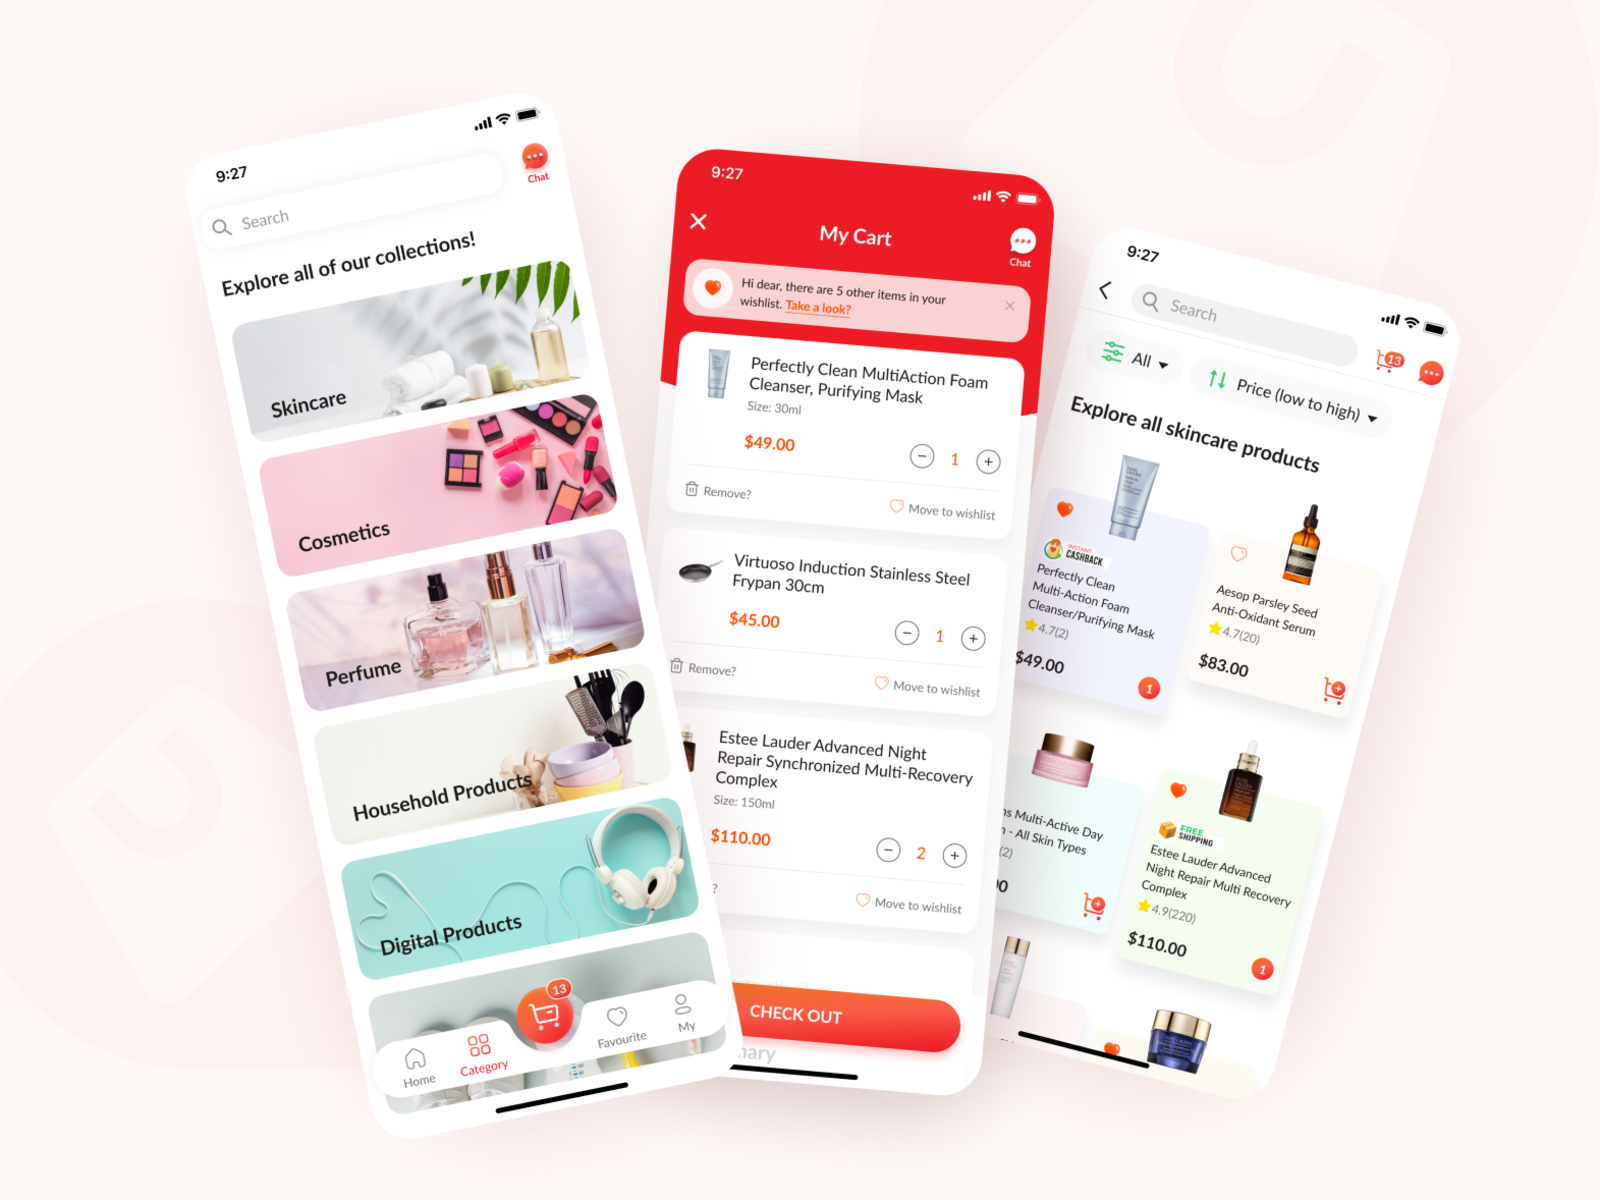 9:27
Chat
Search
Explore all of our collections!
Skincare
Cosmetics
Perfume
Household Products
Digital Products
13
Home
Category
Favourite
My
9:27
My Cart
Chat
Hi dear, there are 5 other items in your
wishlist. Take a look?
Perfectly Clean MultiAction Foam
Cleanser, Purifying Mask
Size: 30ml
$49.00
1
Remove?
Move to wishlist
Virtuoso Induction Stainless Steel
Frypan 30cm
$45.00
1
Remove?
Move to wishlist
Estee Lauder Advanced Night
Repair Synchronized Multi-Recovery
Complex
Size: 150ml
$110.00
2
?
Move to wishlist
CHECK OUT
9:27
Search
13
All
Price (low to high)
Explore all skincare products
INSTANT
CASHBACK
Perfectly Clean
Multi-Action Foam
Cleanser/Purifying Mask
4.7(2)
$49.00
1
Aesop Parsley Seed
Anti-Oxidant Serum
4.7(20)
$83.00
Multi-Active Day
- All Skin Types
(2)
FREE
SHIPPING
Estee Lauder Advanced
Night Repair Multi Recovery
Complex
4.9(220)
$110.00
1